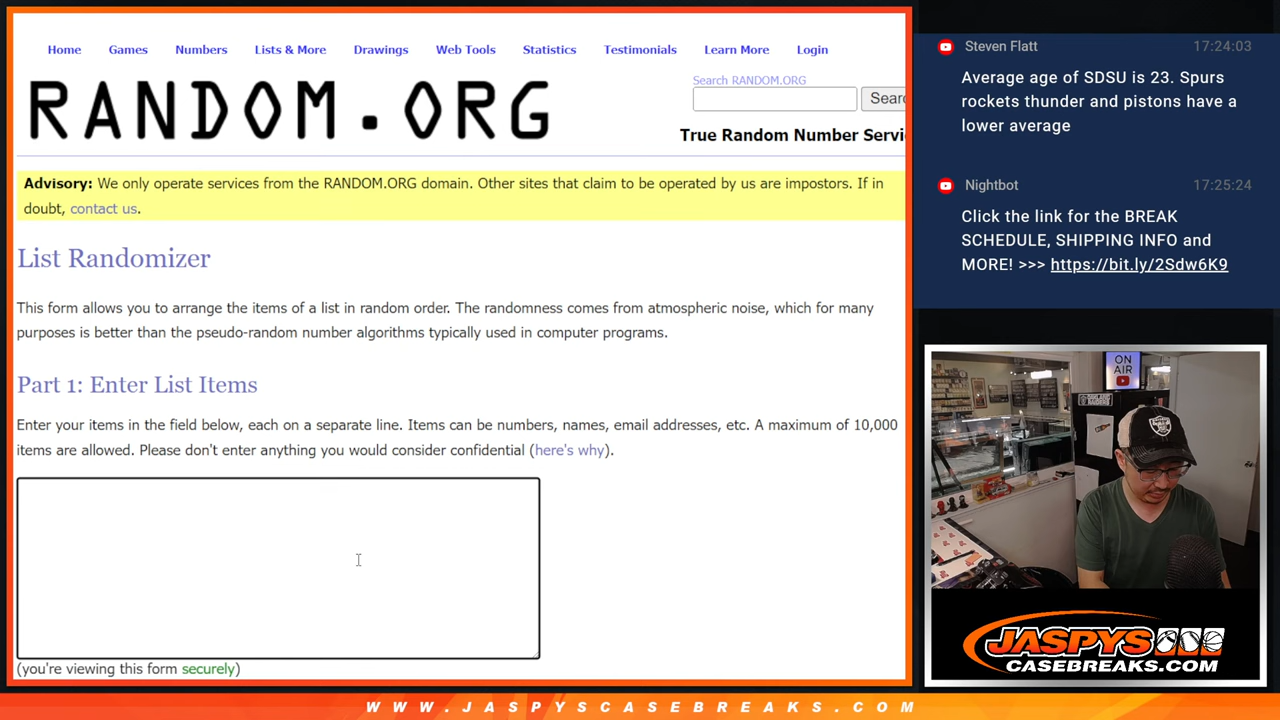 Home Games Numbers Lists & More Drawings Web Tools Statistics Testimonials Learn More Login
RANDOM.ORG
Search RANDOM.ORG
Sear
True Random Number Servi
Advisory: We only operate services from the RANDOM.ORG domain. Other sites that claim to be operated by us are impostors. If in
doubt, contact us.
List Randomizer
This form allows you to arrange the items of a list in random order. The randomness comes from atmospheric noise, which for many
purposes is better than the pseudo-random number algorithms typically used in computer programs.
Part 1: Enter List Items
Enter your items in the field below, each on a separate line. Items can be numbers, names, email addresses, etc. A maximum of 10,000
items are allowed. Please don't enter anything you would consider confidential (here's why).
(you're viewing this form securely)
Steven Flatt 17:24:03
Average age of SDSU is 23. Spurs
rockets thunder and pistons have a
lower average
Nightbot 17:25:24
Click the link for the BREAK
SCHEDULE, SHIPPING INFO and
MORE! >>> https://bit.ly/2Sdw6K9
ON
AIR
JASPYS
CASEBREAKS.COM
WWW.JASPYSCASEBREAKS.COM